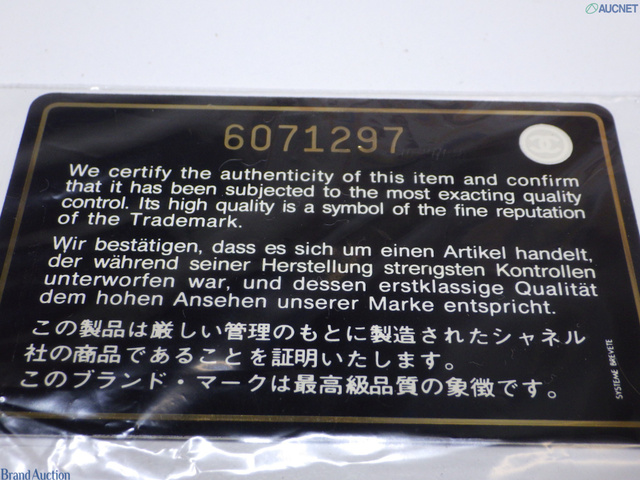 AUCNET
6071297
We certify the authenticity of this item and confirm
that it has been subjected to the most exacting quality
control. Its high quality is a symbol of the fine reputation
of the Trademark.
Wir bestätigen, dass es sich um einen Artikel handelt,
der während seiner Herstellung strengsten Kontrollen
unterworfen war, und dessen erstklassige Qualität
dem hohen Ansehen unserer Marke entspricht.
この製品は厳しい管理のもとに製造されたシャネル
社の商品であることを証明いたします。
このブランド・マークは最高級品質の象徴です。
SYSTEME BREVETE
Brand Auction